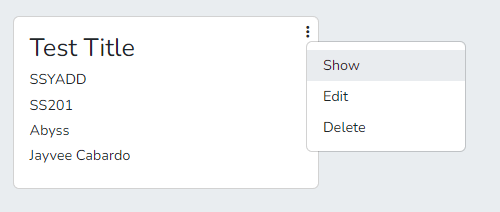 Test Title
SSYADD
SS201
Abyss
Jayvee Cabardo
Show
Edit
Delete